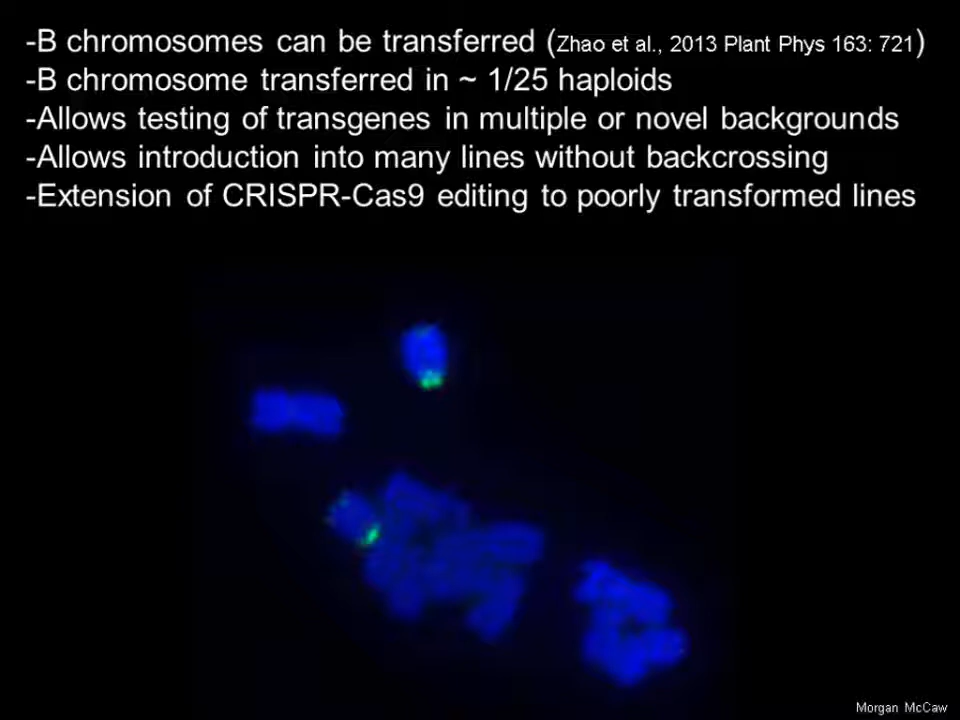 -B chromosomes can be transferred (Zhao et al., 2013 Plant Phys 163: 721)
-B chromosome transferred in ~ 1/25 haploids
-Allows testing of transgenes in multiple or novel backgrounds
-Allows introduction into many lines without backcrossing
-Extension of CRISPR-Cas9 editing to poorly transformed lines
Morgan McCaw